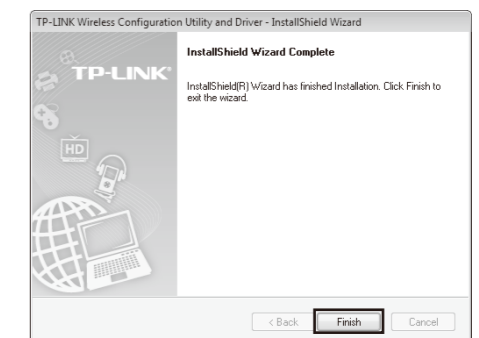 TP-LINK Wireless Configuration Utility and Driver - InstallShield Wizard
TP-LINK®
InstallShield Wizard Complete
InstallShield(R) Wizard has finished Installation. Click Finish to
exit the wizard.
HD
< Back
Finish
Cancel